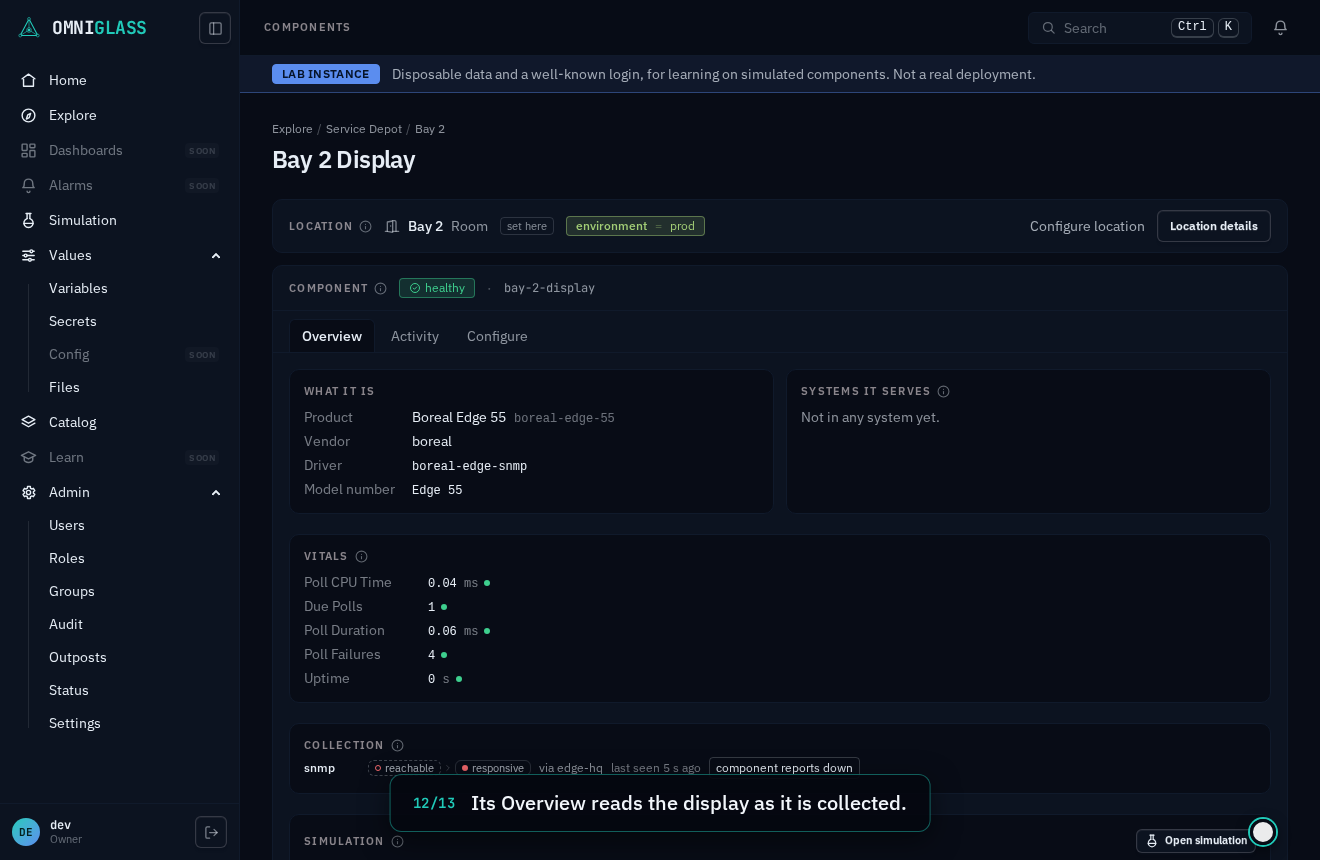 OMNIGLASS
COMPONENTS
Search
Ctrl
K
LAB INSTANCE
Disposable data and a well-known login, for learning on simulated components. Not a real deployment.
Home
Explore
Dashboards
SOON
Alarms
SOON
Simulation
Values
Variables
Secrets
Config
SOON
Files
Catalog
Learn
SOON
Admin
Users
Roles
Groups
Audit
Outposts
Status
Settings
DE
dev
Owner
Explore / Service Depot / Bay 2
Bay 2 Display
LOCATION
Bay 2 Room
set here
environment = prod
Configure location
Location details
COMPONENT
healthy
· bay-2-display
Overview
Activity
Configure
WHAT IT IS
Product Boreal Edge 55 boreal-edge-55
Vendor boreal
Driver boreal-edge-snmp
Model number Edge 55
SYSTEMS IT SERVES
Not in any system yet.
VITALS
Poll CPU Time 0.04 ms
Due Polls 1
Poll Duration 0.06 ms
Poll Failures 4
Uptime 0 s
COLLECTION
snmp reachable › responsive via edge-hq last seen 5 s ago component reports down
12/13 Its Overview reads the display as it is collected.
SIMULATION
Open simulation